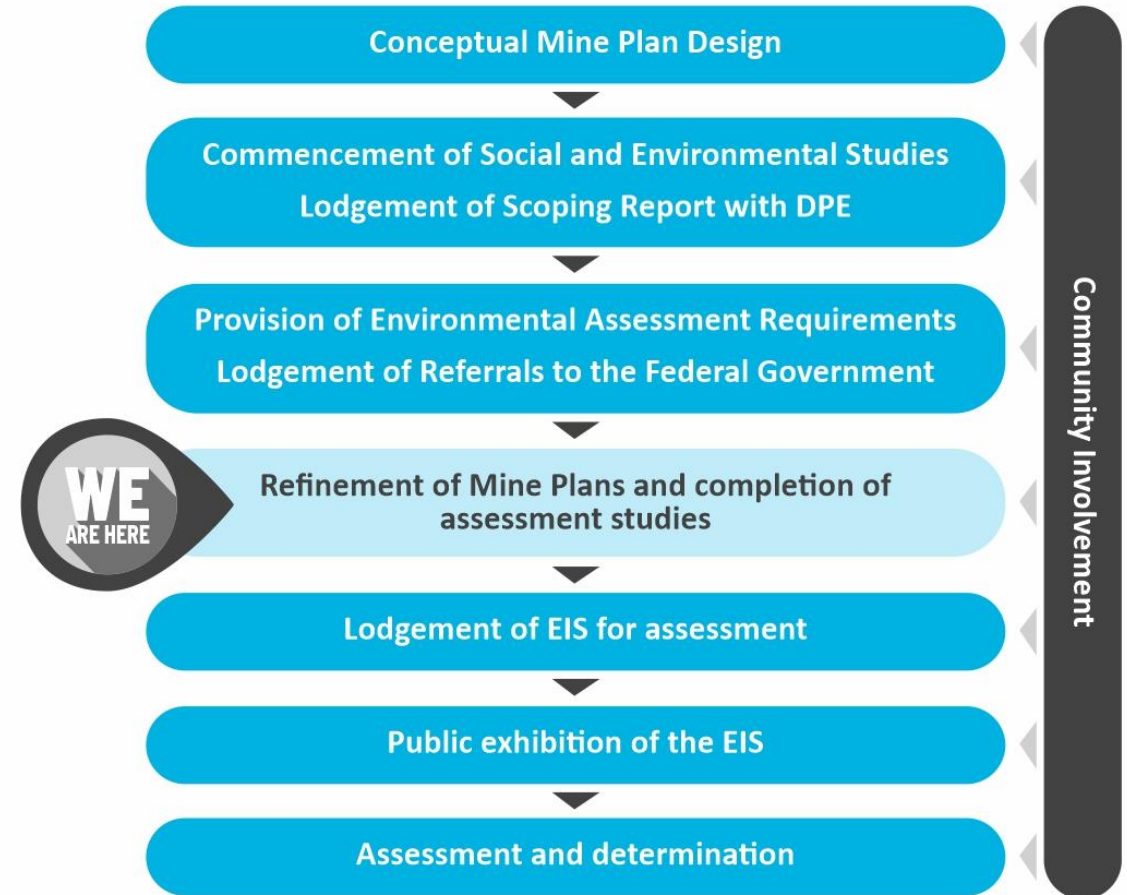 Conceptual Mine Plan Design
Commencement of Social and Environmental Studies
Lodgement of Scoping Report with DPE
Provision of Environmental Assessment Requirements
Lodgement of Referrals to the Federal Government
WE
ARE HERE
Refinement of Mine Plans and completion of
assessment studies
Lodgement of EIS for assessment
Public exhibition of the EIS
Assessment and determination
Community Involvement